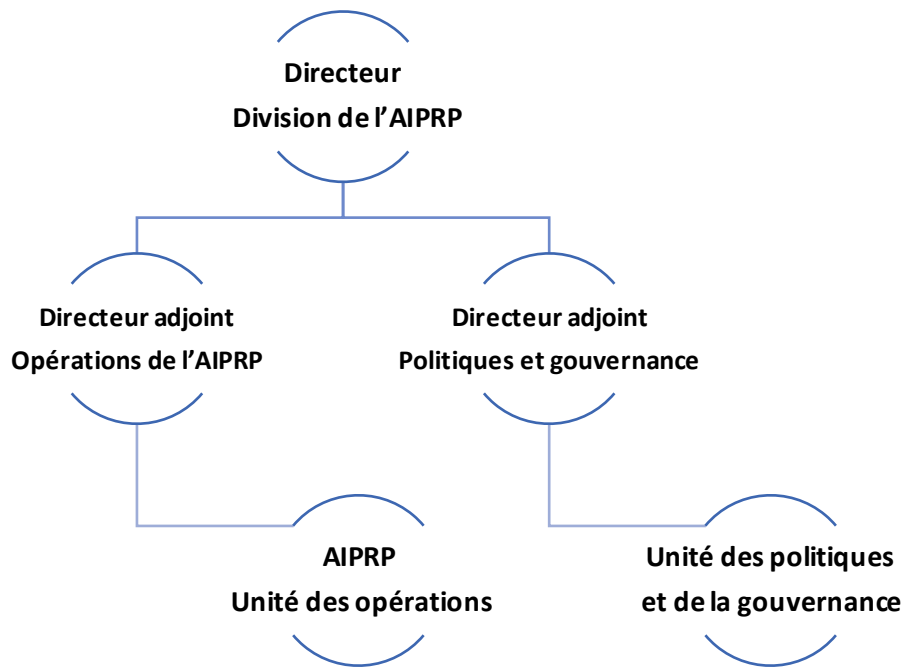 Directeur
Division de l'AIPRP
Directeur adjoint
Opérations de l'AIPRP
Directeur adjoint
Politiques et gouvernance
AIPRP
Unité des opérations
Unité des politiques
et de la gouvernance